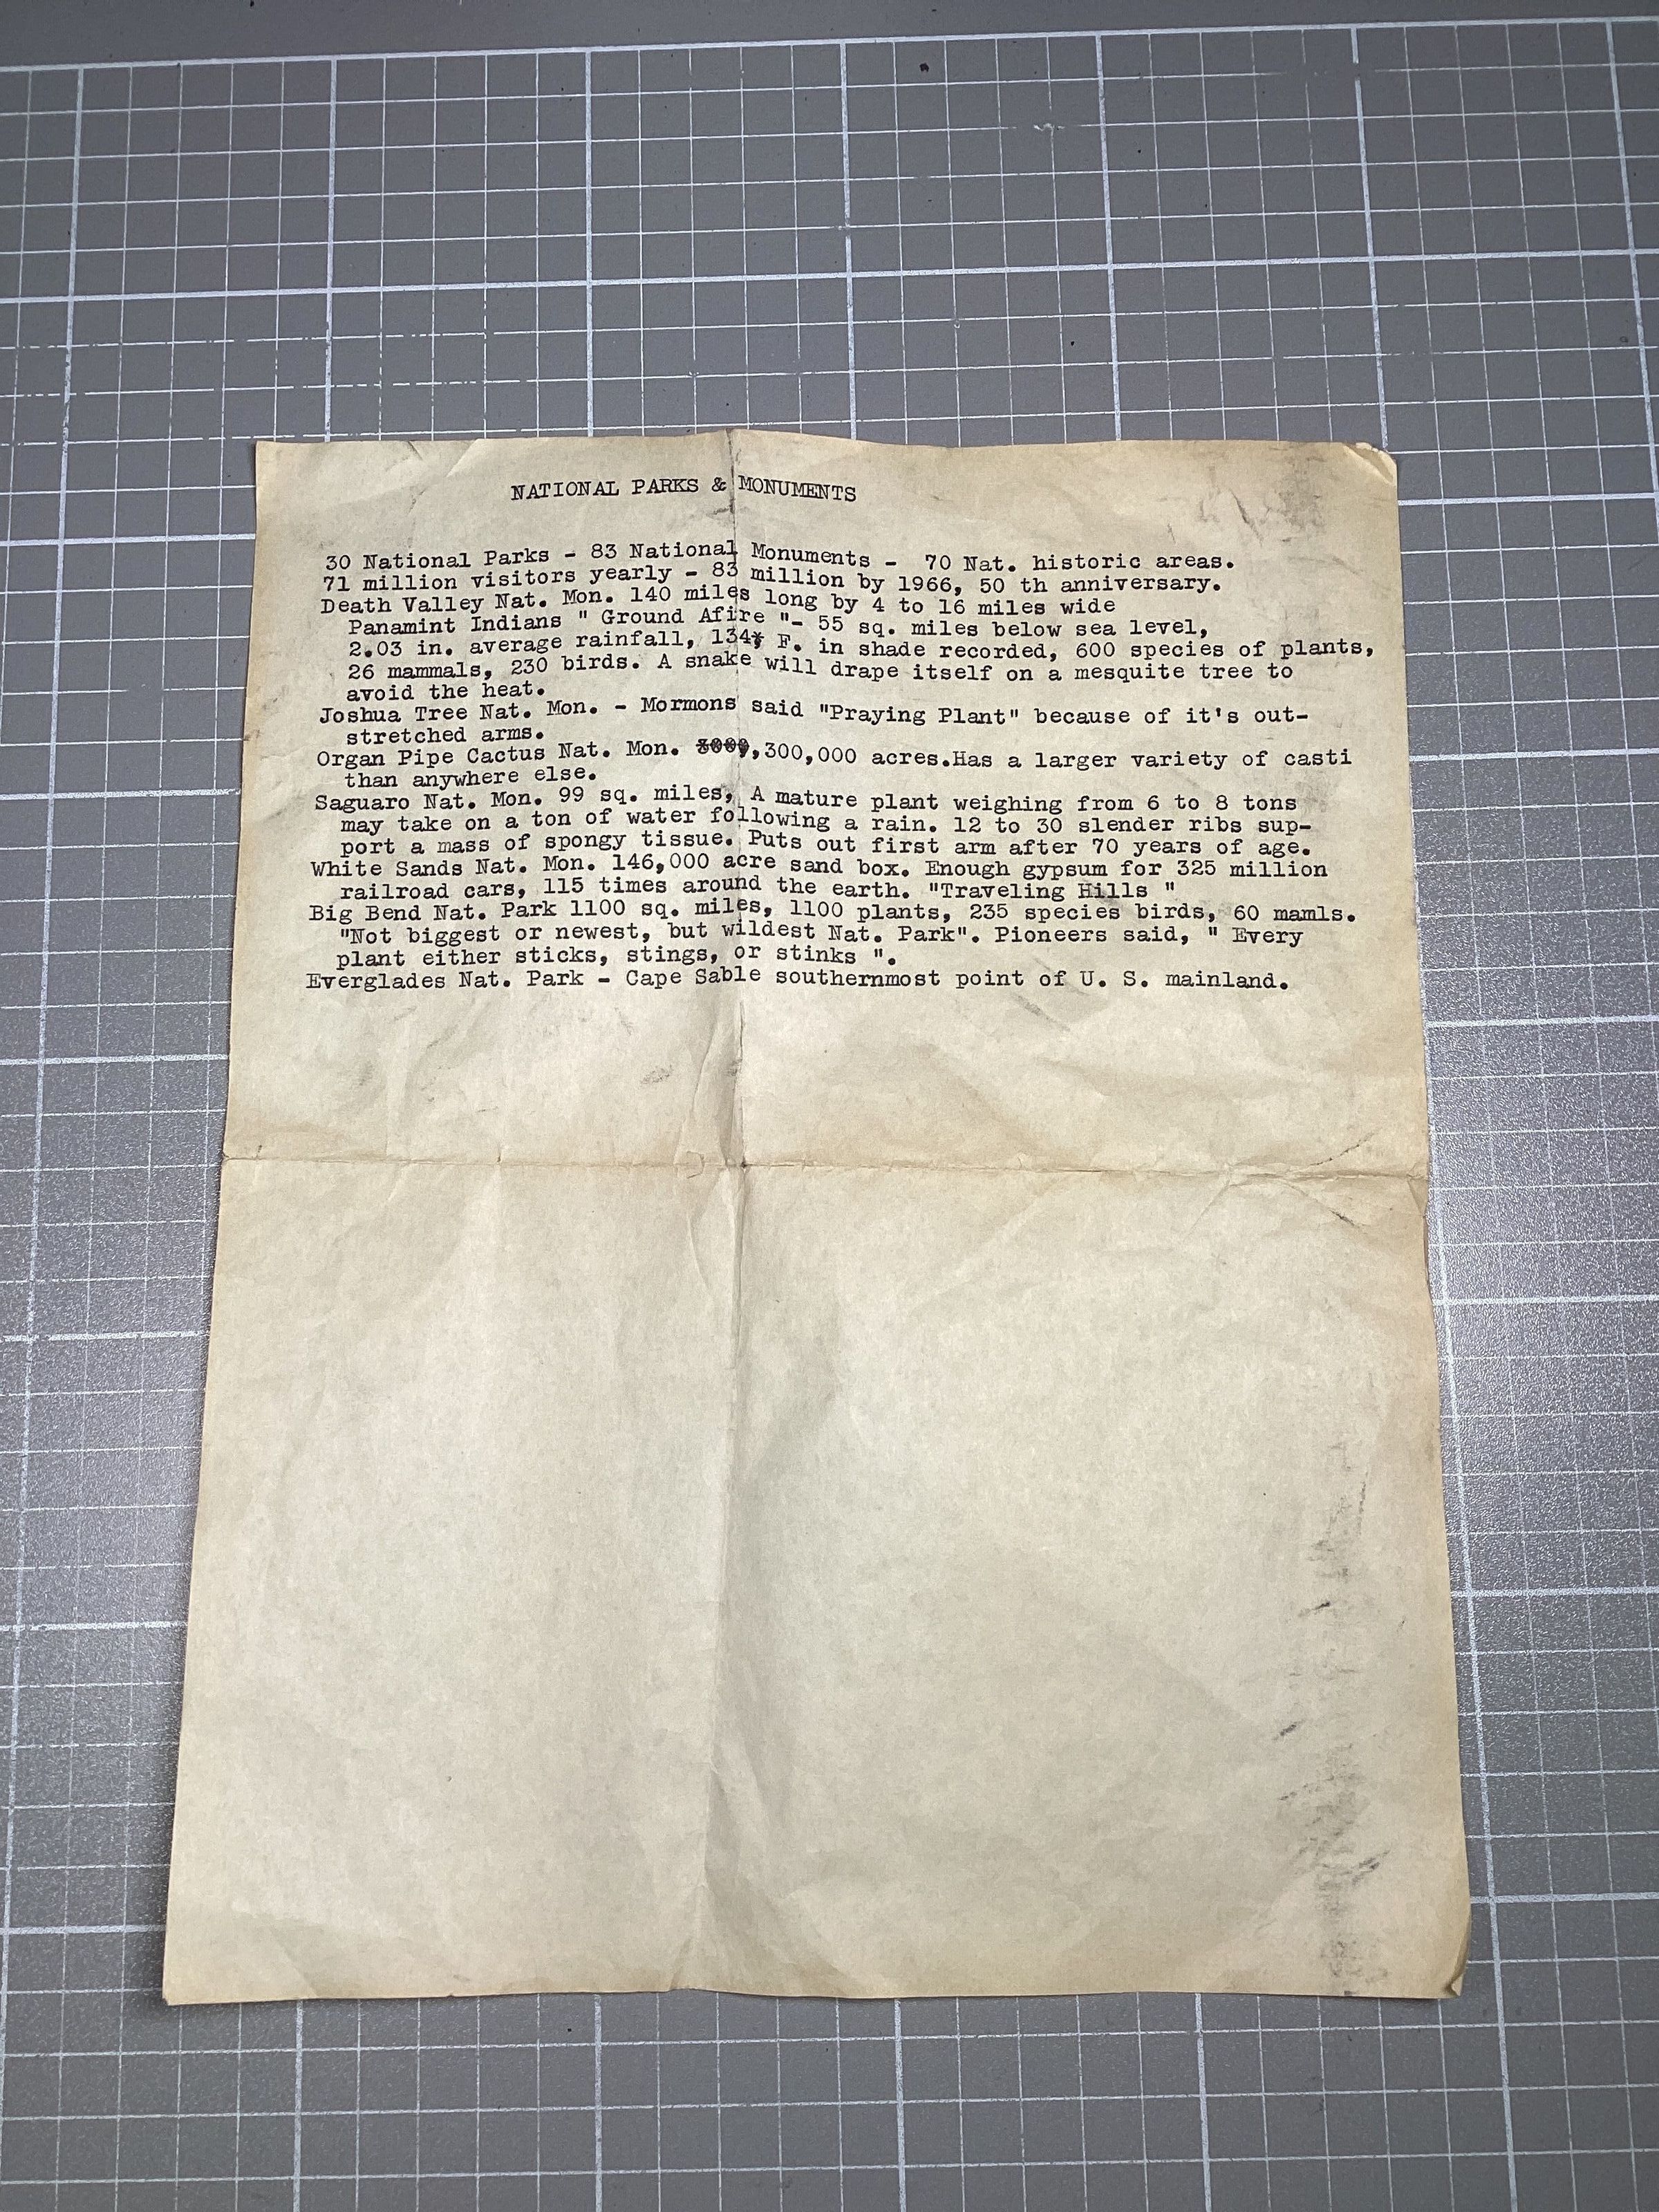 NATIONAL PARKS & MONUMENTS
30 National Parks - 83 National Monuments - 70 Nat. historic areas.
71 million visitors yearly - 83 million by 1966, 50 th anniversary.
Death Valley Nat. Mon. 140 miles long by 4 to 16 miles wide
Panamint Indians " Ground Afire "- 55 sq. miles below sea level,
2.03 in. average rainfall, 134, F. in shade recorded, 600 species of plants,
26 mammals, 230 birds. A snake will drape itself on a mesquite tree to
avoid the heat.
Joshua Tree Nat. Mon. - Mormons said "Praying Plant" because of it's out-
stretched arms.
Organ Pipe Cactus Nat. Mon. ,300,000 acres.Has a larger variety of casti
than anywhere else.
Saguaro Nat. Mon. 99 sq. miles, A mature plant weighing from 6 to 8 tons
may take on a ton of water following a rain. 12 to 30 slender ribs sup-
port a mass of spongy tissue. Puts out first arm after 70 years of age.
White Sands Nat. Mon. 146,000 acre sand box. Enough gypsum for 325 million
railroad cars, 115 times around the earth. "Traveling Hills "
Big Bend Nat. Park 1100 sq. miles, 1100 plants, 235 species birds, 60 mamls.
"Not biggest or newest, but wildest Nat. Park". Pioneers said, " Every
plant either sticks, stings, or stinks ".
Everglades Nat. Park - Cape Sable southernmost point of U. S. mainland.